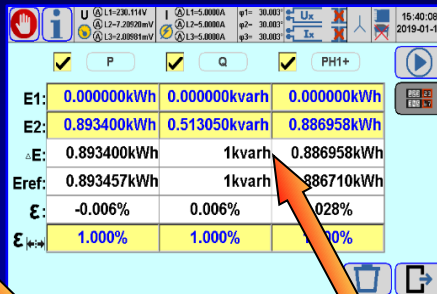 U L1=230.114V I L1=5.0000A φ1= 30.003° Ux 15:40:08
L2=7.20920mV L2=5.0000A φ2= 30.003° 2019-01-1
L3=2.00981mV L3=5.0000A φ3= 30.003° Ix
P Q PH1+
E1: 0.000000kWh 0.000000kvarh 0.000000kWh
E2: 0.893400kWh 0.513050kvarh 0.886958kWh
▵E: 0.893400kWh 1kvarh 0.886958kWh
Eref: 0.893457kWh 1kvarh 886710kWh
ε: -0.006% 0.006% 028%
ε 1.000% 1.000% 00%